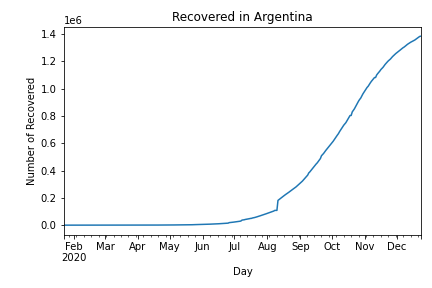 Recovered in Argentina
1e6
1.4
1.2
1.0
0.8
0.6
0.4
0.2
0.0
Number of Recovered
Feb Mar Apr May Jun Jul Aug Sep Oct Nov Dec
2020
Day